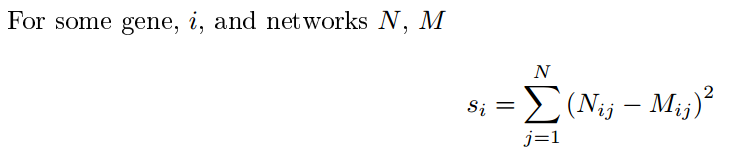 For some gene, i, and networks N, M
s_i = \sum_{j=1}^{N} (N_{ij} − M_{ij})^2